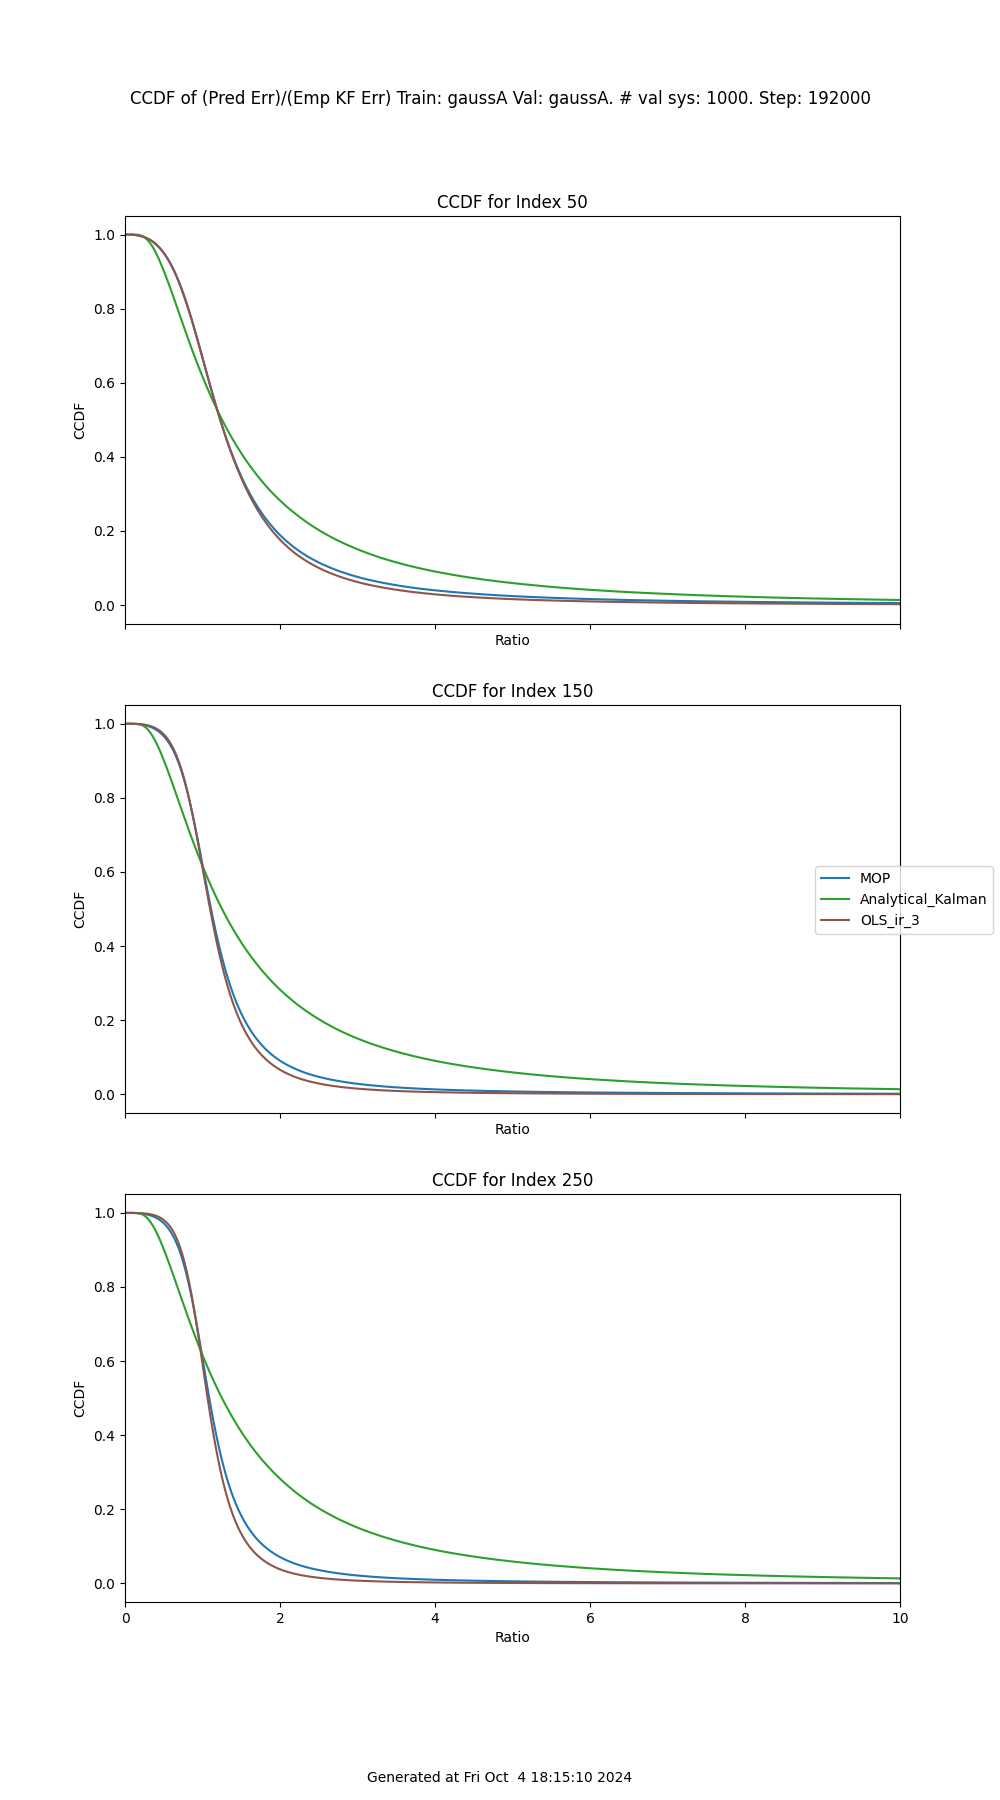 CCDF of (Pred Err)/(Emp KF Err) Train: gaussA Val: gaussA. # val sys: 1000. Step: 192000
CCDF for Index 50
1.0
0.8
0.6
0.4
0.2
0.0
CCDF
Ratio
CCDF for Index 150
1.0
0.8
0.6
0.4
0.2
0.0
CCDF
Ratio
MOP
Analytical_Kalman
OLS_ir_3
CCDF for Index 250
1.0
0.8
0.6
0.4
0.2
0.0
CCDF
0 2 4 6 8 10
Ratio
Generated at Fri Oct  4 18:15:10 2024